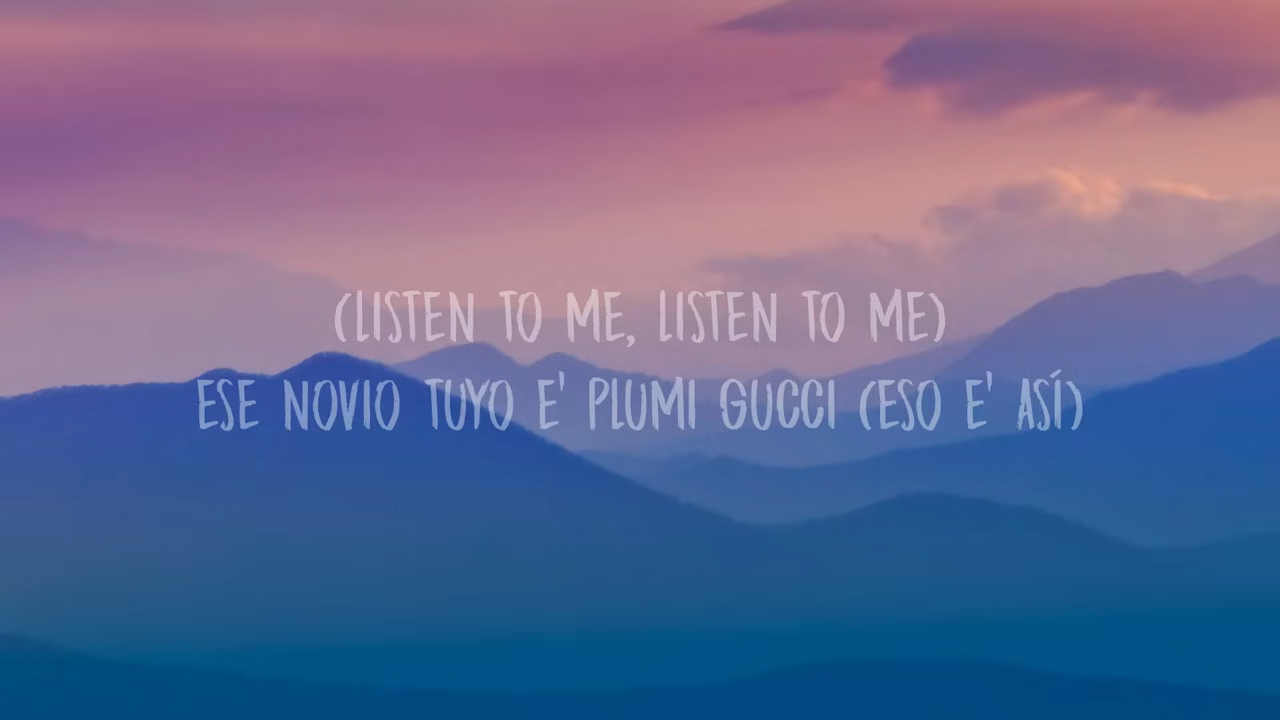 (LISTEN TO ME, LISTEN TO ME)
ESE NOVIO TUYO E' PLUMI GUCCI (ESO E' ASÍ)